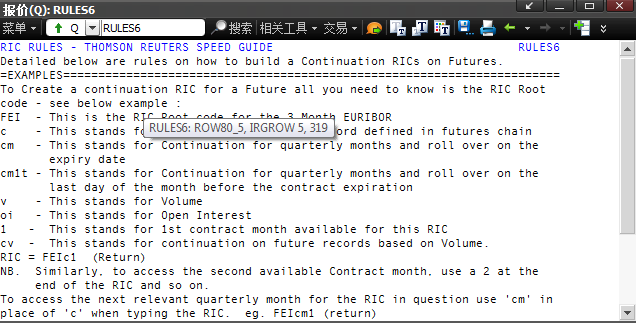 报价(Q): RULES6
菜单 Q RULES6 搜索 相关工具 交易
RIC RULES - THOMSON REUTERS SPEED GUIDE RULES6
Detailed below are rules on how to build a Continuation RICs on Futures.
=EXAMPLES=====================================================================
To Create a continuation RIC for a Future all you need to know is the RIC Root
code - see below example :
FEI - This is the RIC Root code for the 3 Month EURIBOR
RULES6: ROW80_5, IRGROW 5, 319
c - This stands fo ord defined in futures chain
cm - This stands for Continuation for quarterly months and roll over on the
expiry date
cm1t - This stands for Continuation for quarterly months and roll over on the
last day of the month before the contract expiration
v - This stands for Volume
oi - This stands for Open Interest
1 - This stands for 1st contract month available for this RIC
cv - This stands for continuation on future records based on Volume.
RIC = FEIc1 (Return)
NB. Similarly, to access the second available Contract month, use a 2 at the
end of the RIC and so on.
To access the next relevant quarterly month for the RIC in question use 'cm' in
place of 'c' when typing the RIC. eg. FEIcm1 (return)